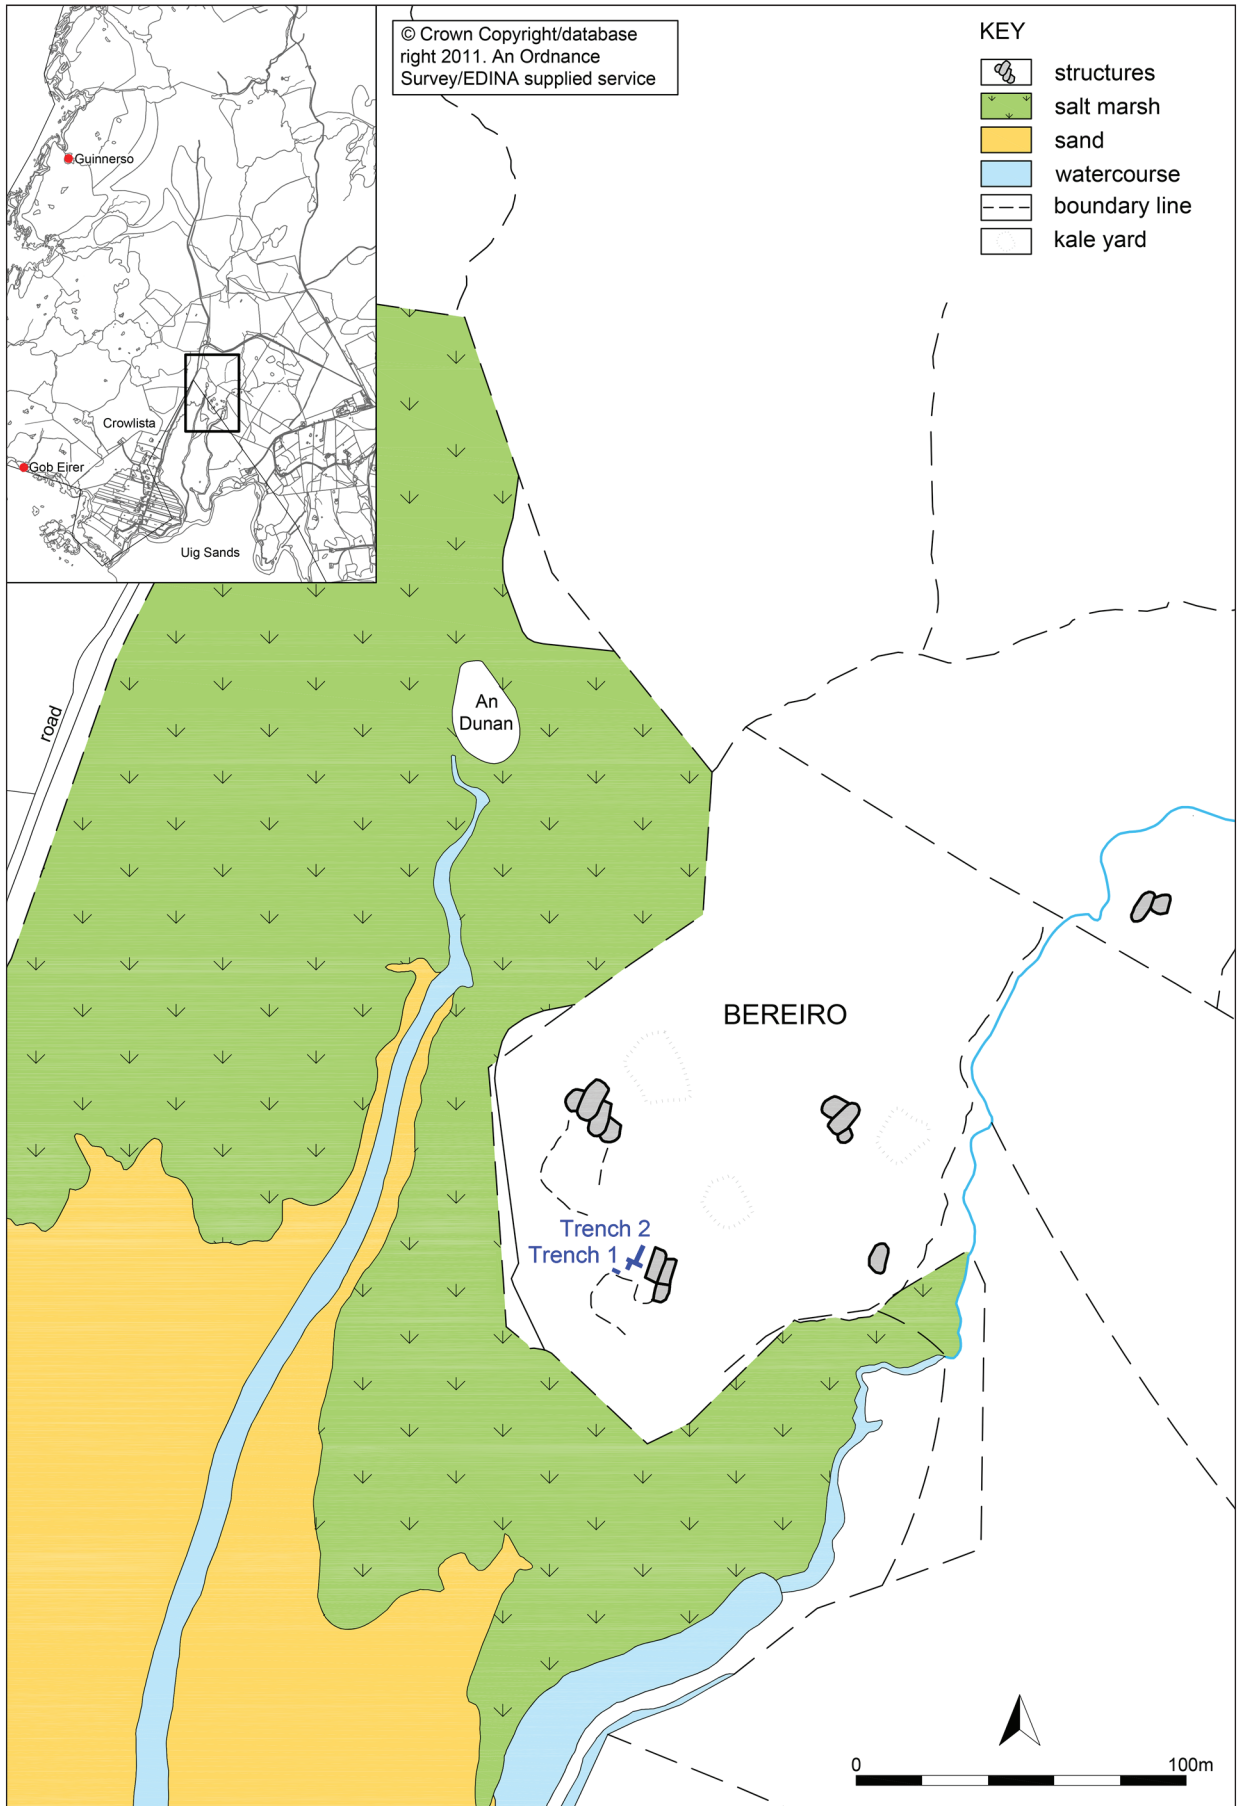 © Crown Copyright/database
right 2011. An Ordnance
Survey/EDINA supplied service
KEY
structures
salt marsh
sand
watercourse
boundary line
kale yard
Guinnerso
Crowlista
Gob Eirer
Uig Sands
road
An
Dunan
BEREIRO
Trench 2
Trench 1
0
100m